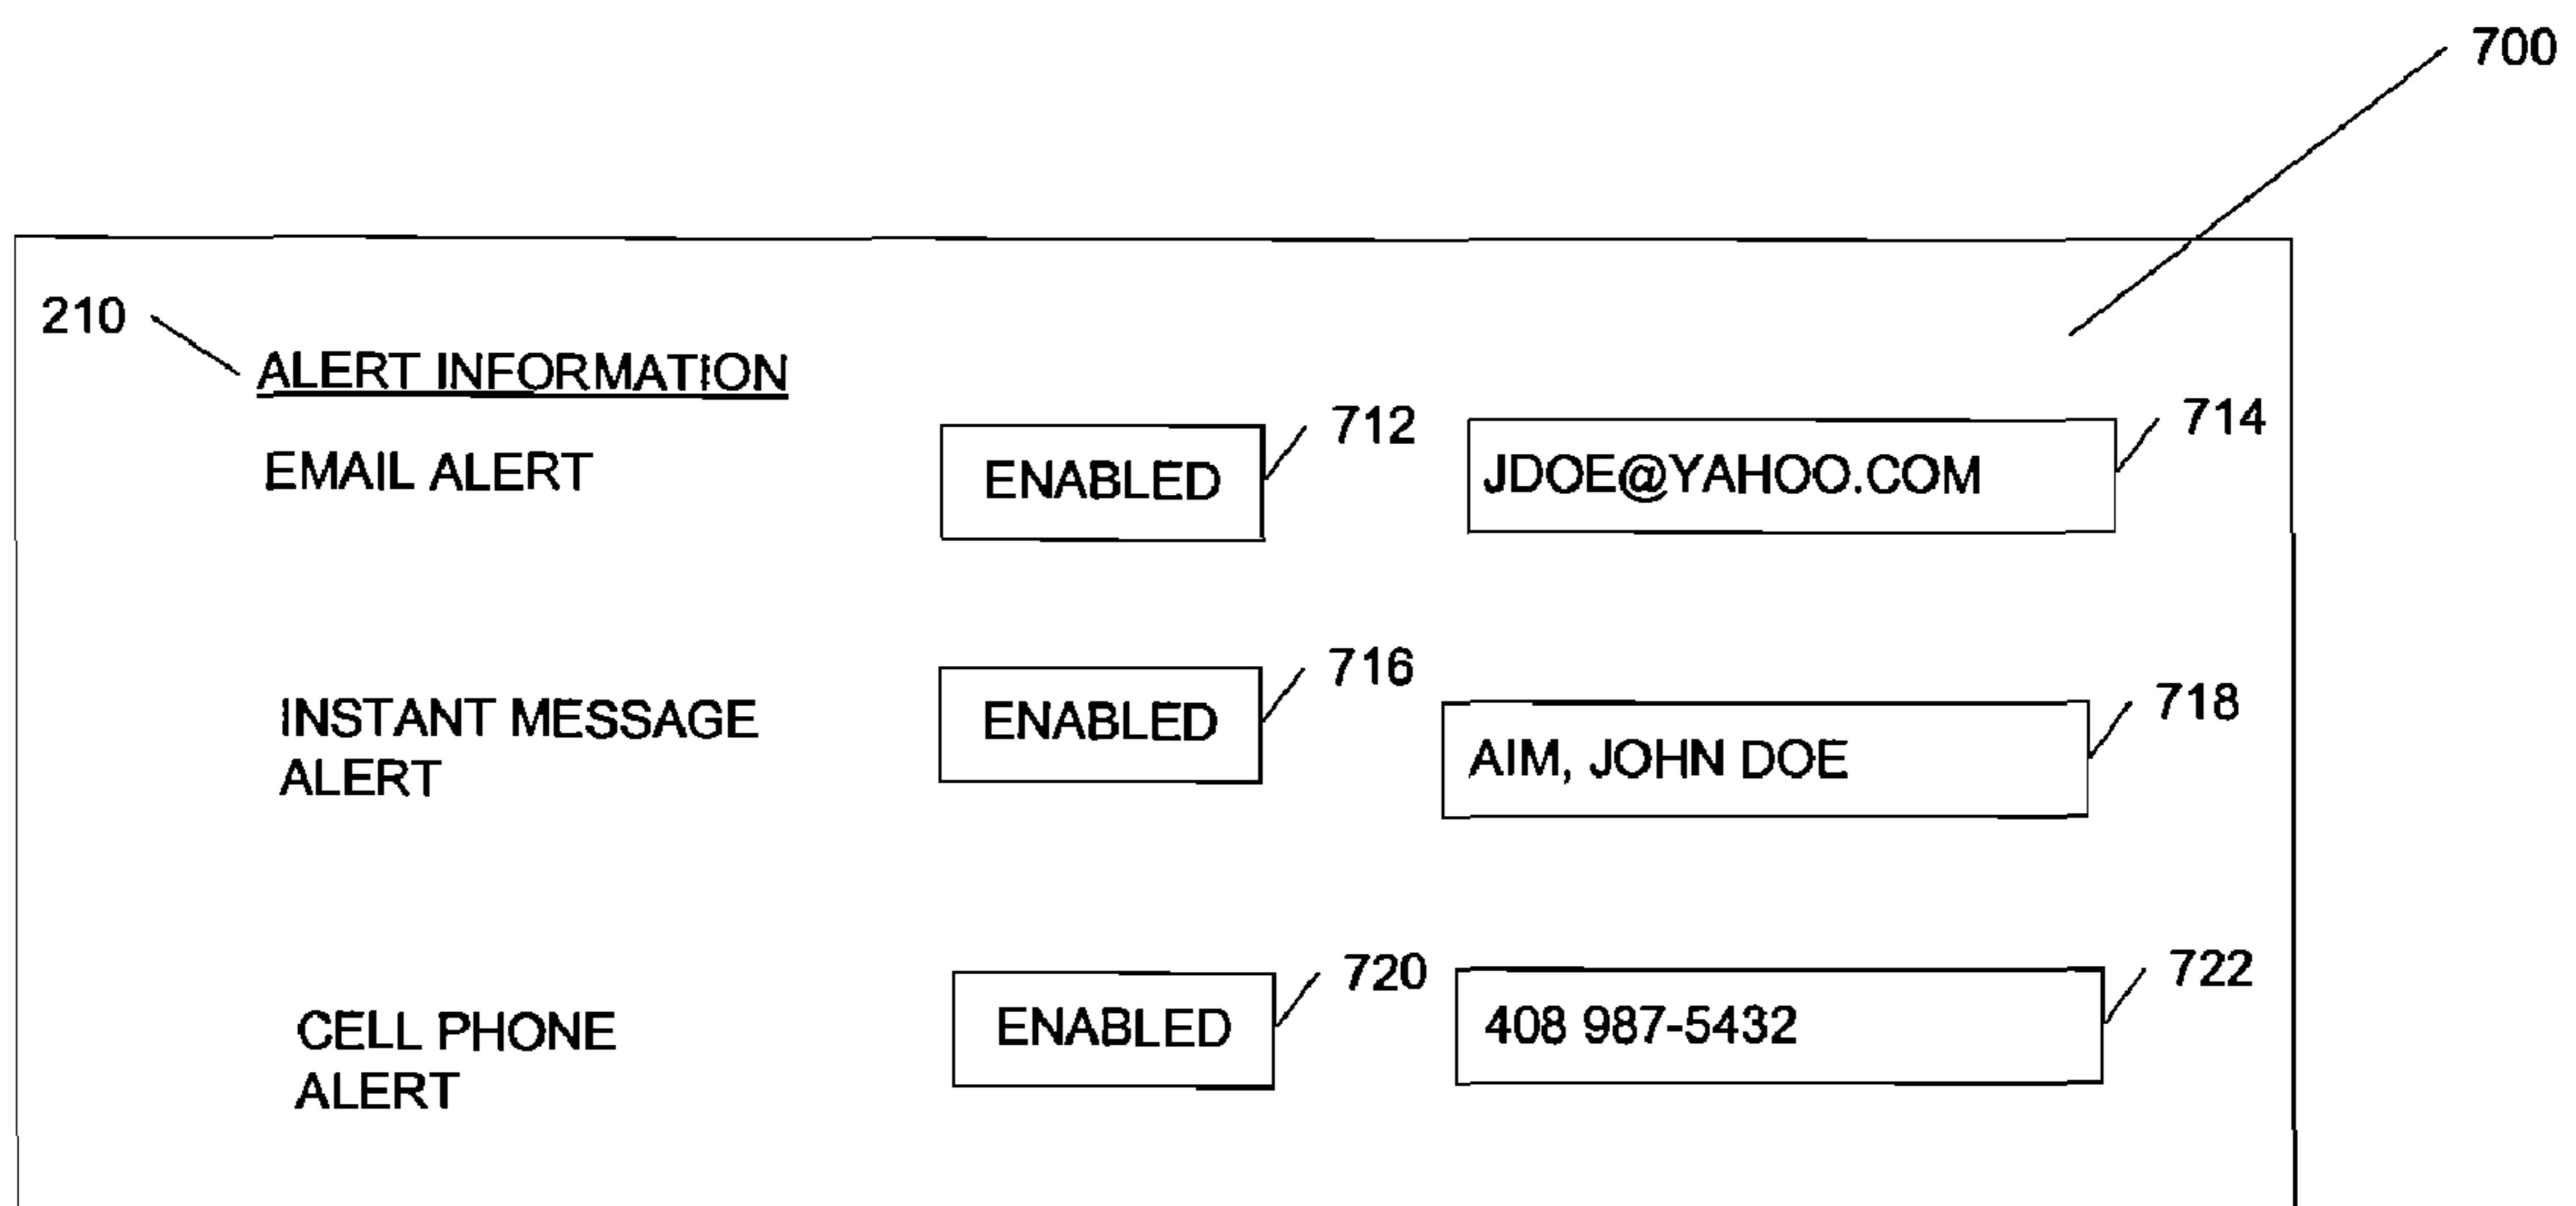 700
210
ALERT INFORMATION
EMAIL ALERT
ENABLED
712
JDOE@YAHOO.COM
714
INSTANT MESSAGE
ALERT
ENABLED
716
AIM, JOHN DOE
718
CELL PHONE
ALERT
ENABLED
720
408 987-5432
722